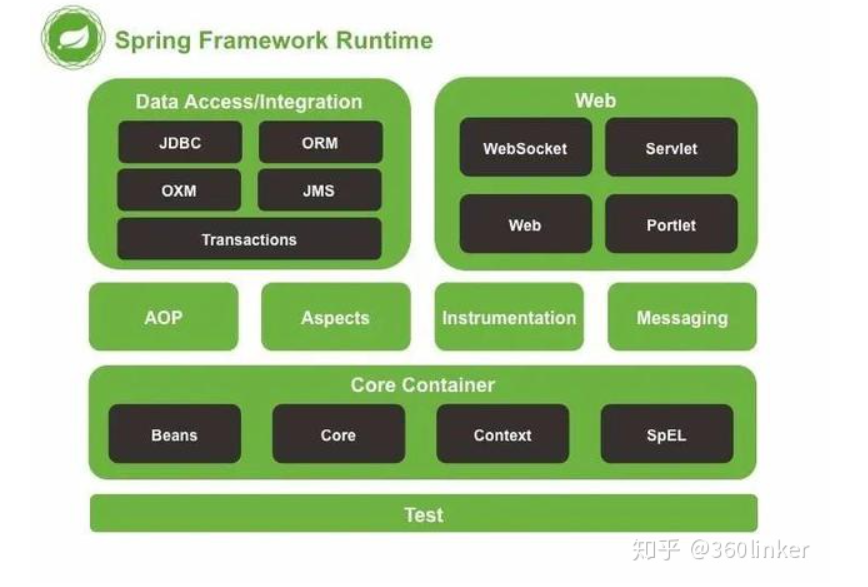 Spring Framework Runtime
Data Access/Integration
JDBC
ORM
OXM
JMS
Transactions
Web
WebSocket
Servlet
Web
Portlet
AOP
Aspects
Instrumentation
Messaging
Core Container
Beans
Core
Context
SpEL
Test
知乎 @360linker